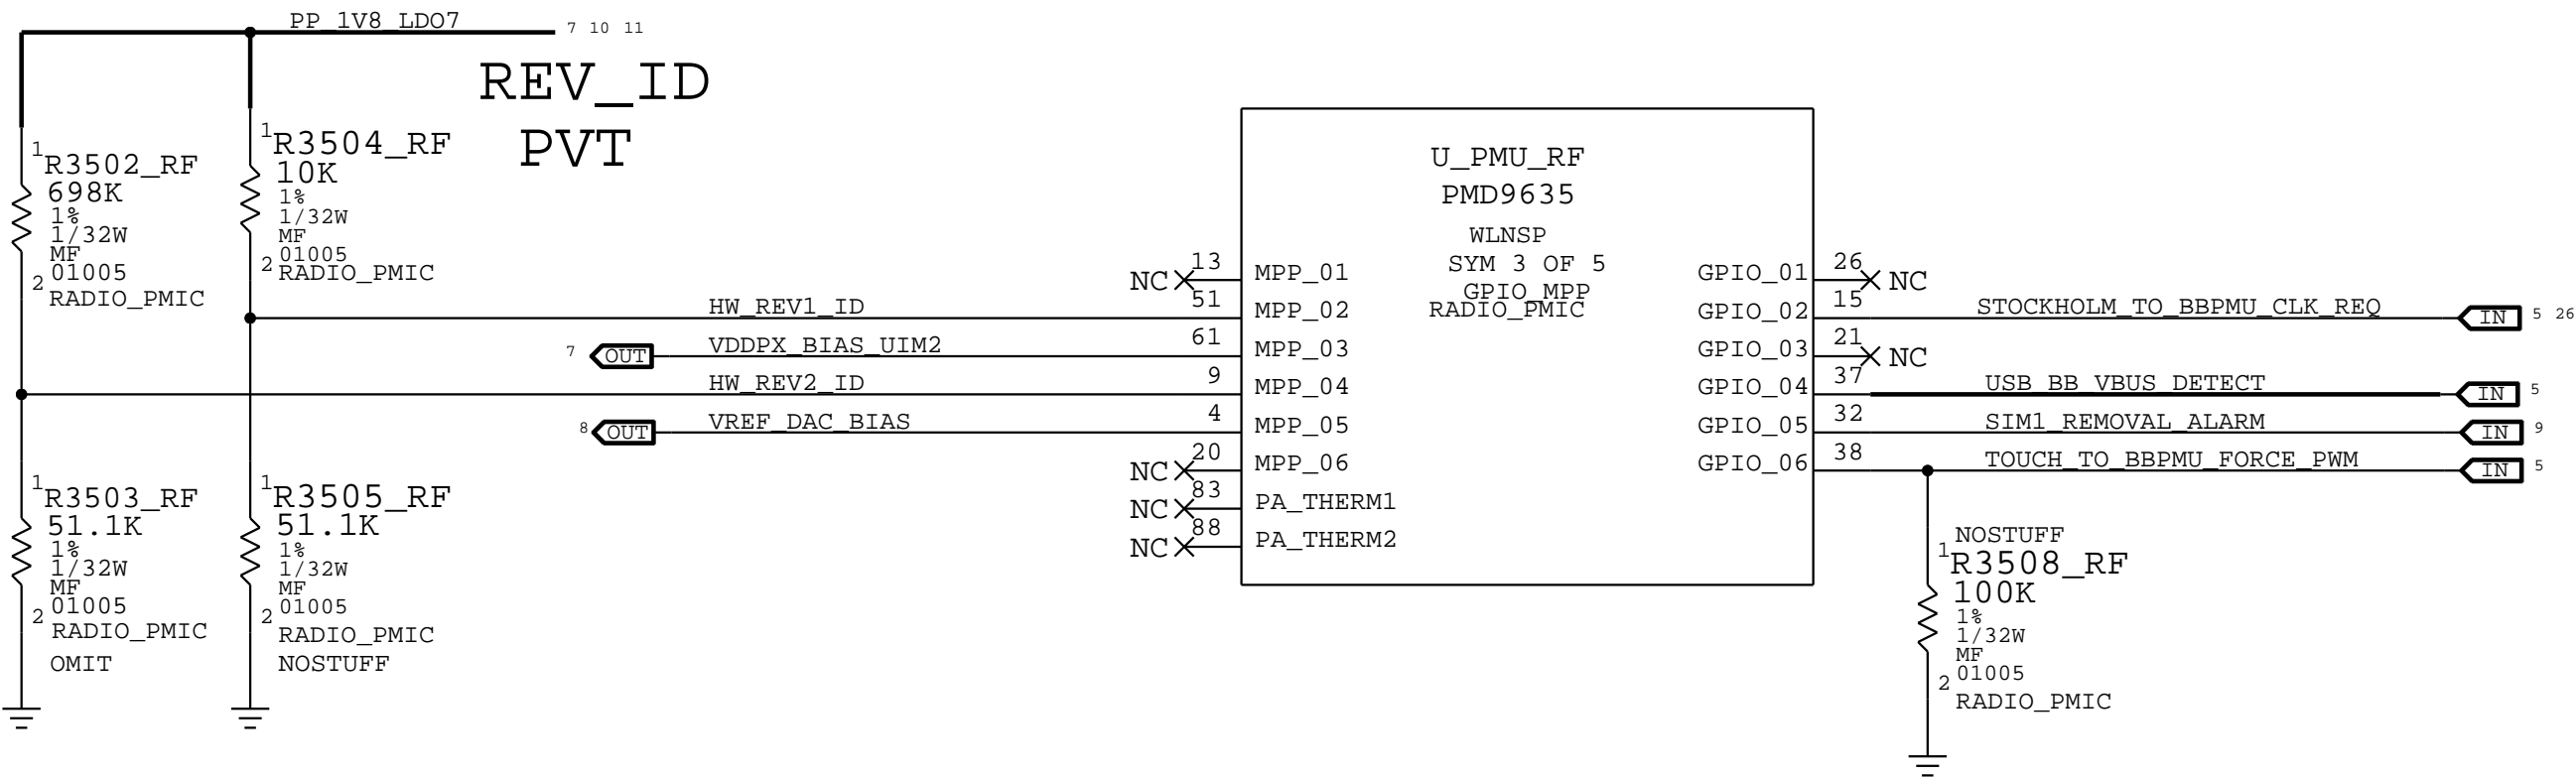 PP_1V8_LDO7
7 10 11
REV_ID
PVT
1
R3502_RF
698K
1%
1/32W
MF
01005
2
RADIO_PMIC
1
R3504_RF
10K
1%
1/32W
MF
01005
2
RADIO_PMIC
1
R3503_RF
51.1K
1%
1/32W
MF
01005
2
RADIO_PMIC
OMIT
1
R3505_RF
51.1K
1%
1/32W
MF
01005
2
RADIO_PMIC
NOSTUFF
HW_REV1_ID
7 OUT VDDPX_BIAS_UIM2
HW_REV2_ID
8 OUT VREF_DAC_BIAS
U_PMU_RF
PMD9635
WLNSP
SYM 3 OF 5
GPIO_MPP
RADIO_PMIC
NC 13 MPP_01
51 MPP_02
61 MPP_03
9 MPP_04
4 MPP_05
NC 20 MPP_06
NC 83 PA_THERM1
NC 88 PA_THERM2
GPIO_01 26 NC
GPIO_02 15 STOCKHOLM_TO_BBPMU_CLK_REQ IN 5 26
GPIO_03 21 NC
GPIO_04 37 USB_BB_VBUS_DETECT IN 5
GPIO_05 32 SIM1_REMOVAL_ALARM IN 9
GPIO_06 38 TOUCH_TO_BBPMU_FORCE_PWM IN 5
NOSTUFF
1
R3508_RF
100K
1%
1/32W
MF
01005
2
RADIO_PMIC